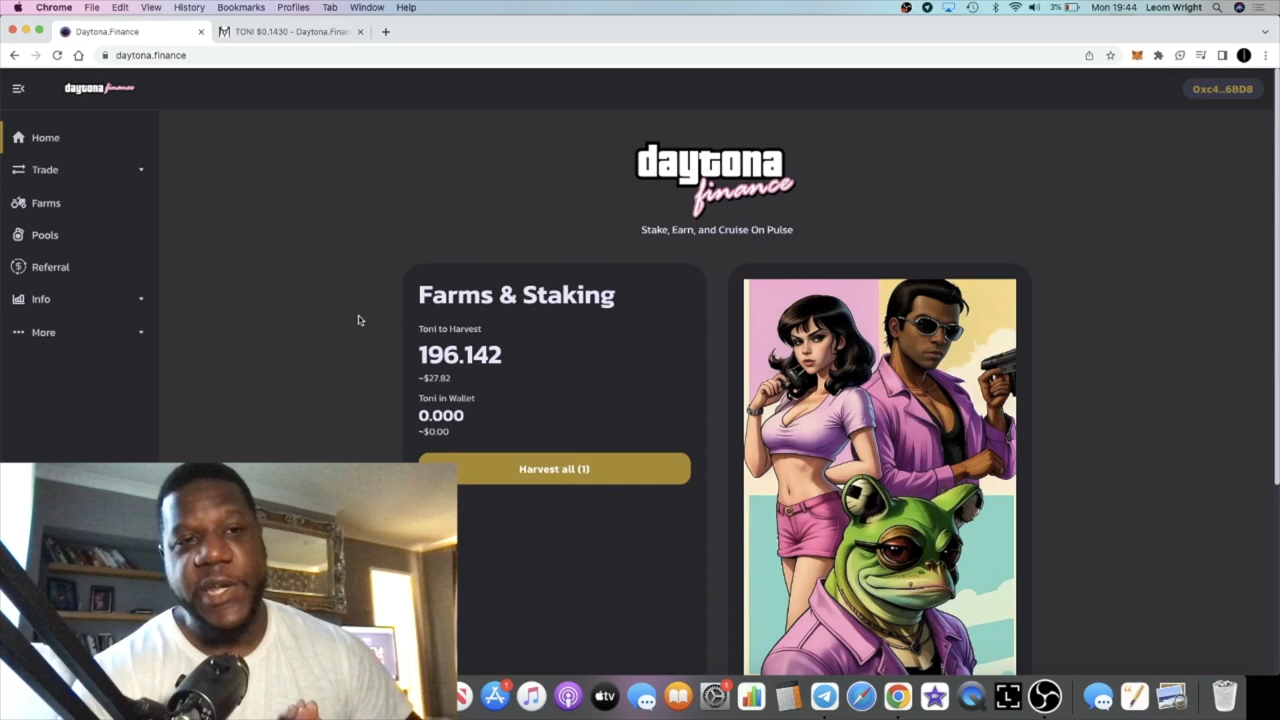 Chrome File Edit View History Bookmarks Profiles Tab Window Help 3% Mon 19:44 Leom Wright
Daytona.Finance TONI $0.1430 - Daytona.Finan
daytona.finance
daytona finance 0xc4...6BD8
Home
Trade
Farms
Pools
Referral
Info
More
daytona
finance
Stake, Earn, and Cruise On Pulse
Farms & Staking
Toni to Harvest
196.142
~$27.82
Toni in Wallet
0.000
~$0.00
Harvest all (1)
tv